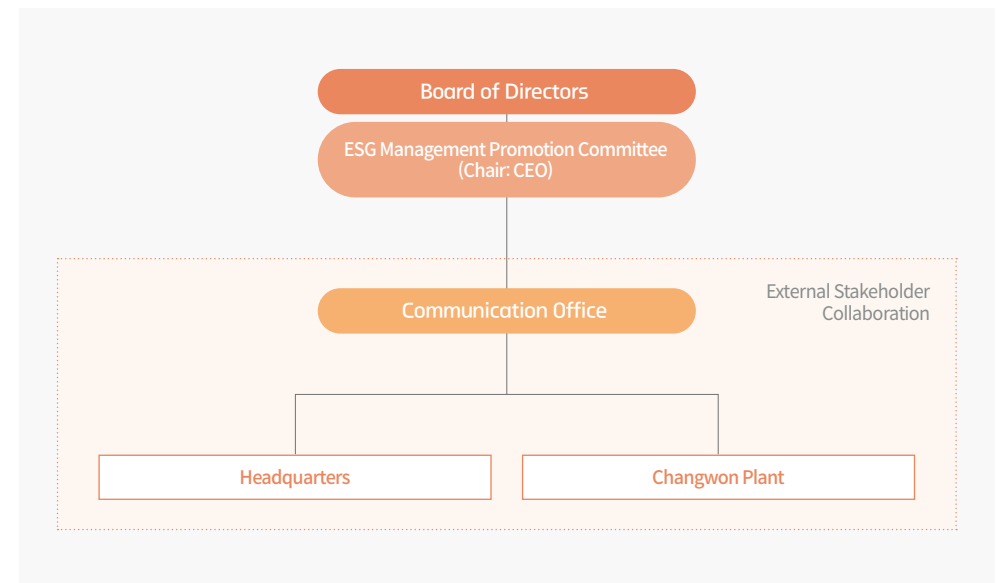 Board of Directors
ESG Management Promotion Committee
(Chair: CEO)
External Stakeholder
Collaboration
Communication Office
Headquarters
Changwon Plant